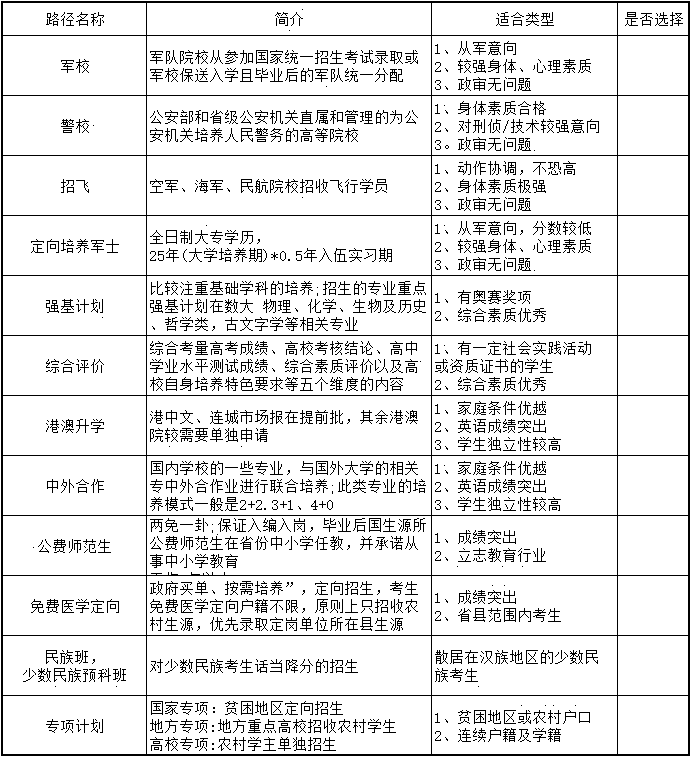 路径名称 简介 适合类型 是否选择
军校
军队院校从参加国家统一招生考试录取或
军校保送入学且毕业后的军队统一分配
1、从军意向
2、较强身体、心理素质
3、政审无问题
警校
公安部和省级公安机关直属和管理的为公
安机关培养人民警务的高等院校
1、身体素质合格
2、对刑侦/技术较强意向
3。政审无问题
招飞
空军、海军、民航院校招收飞行学员
1、动作协调，不恐高
2、身体素质极强
3、政审无问题
定向培养军士
全日制大专学历，
25年(大学培养期)*0.5年入伍实习期
1、从军意向，分数较低
2、较强身体、心理素质
3、政审无问题
强基计划
比较注重基础学科的培养;招生的专业重点
强基计划在数大 物理、化学、生物及历史
、哲学类，古文字学等相关专业
1、有奥赛奖项
2、综合素质优秀
综合评价
综合考量高考成绩、高校考核结论、高中
学业水平测试成绩、综合素质评价以及高
校自身培养特色要求等五个维度的内容
1、有一定社会实践活动
或资质证书的学生
2、综合素质优秀
港澳升学
港中文、连城市场报在提前批，其余港澳
院较需要单独申请
1、家庭条件优越
2、英语成绩突出
3、学生独立性较高
中外合作
国内学校的一些专业，与国外大学的相关
专中外合作业进行联合培养;此类专业的培
养模式一般是2+2.3+1、4+0
1、家庭条件优越
2、英语成绩突出
3、学生独立性较高
公费师范生
两免一卦;保证入编入岗，毕业后国生源所
公费师范生在省份中小学任教，并承诺从
事中小学教育
1、成绩突出
2、立志教育行业
免费医学定向
政府买单、按需培养”，定向招生，考生
免费医学定向户籍不限，原则上只招收农
村生源，优先录取定岗单位所在县生源
1、成绩突出
2、省县范围内考生
民族班，
少数民族预科班
对少数民族考生话当降分的招生
散居在汉族地区的少数民
族考生
专项计划
国家专项：贫困地区定向招生
地方专项:地方重点高校招收农村学生
高校专项:农村学主单独招生
1、贫困地区或农村户口
2、连续户籍及学籍